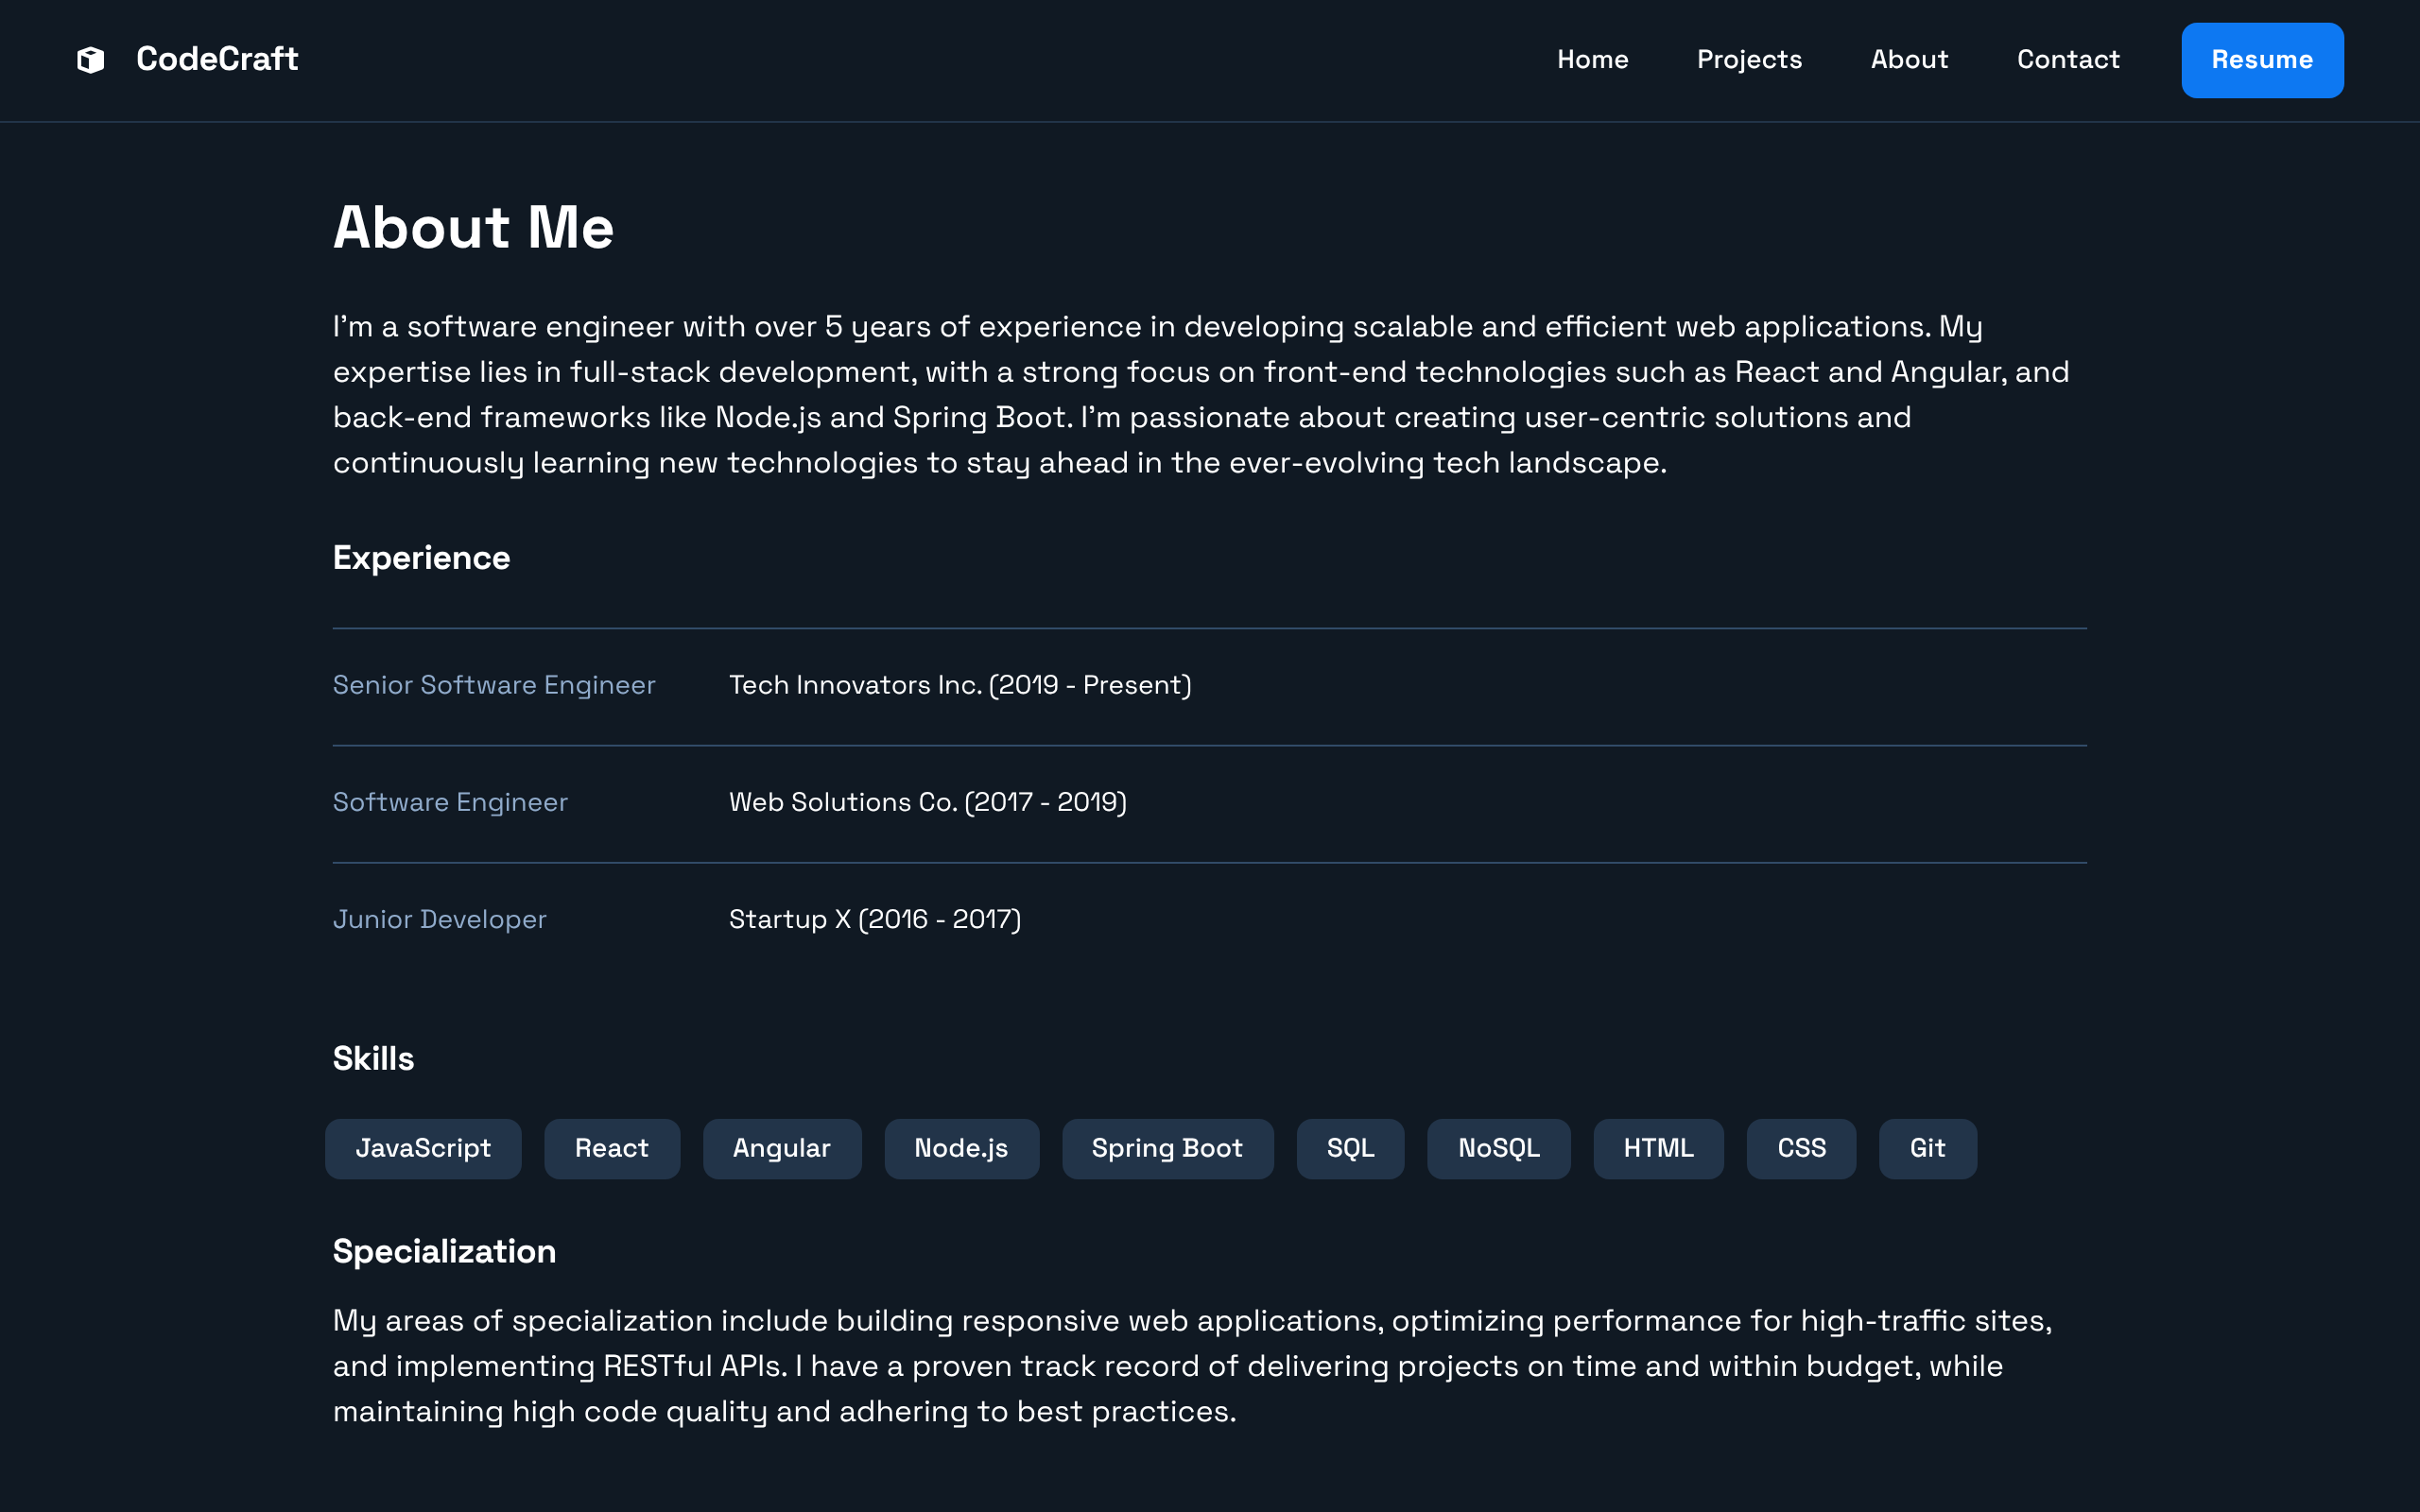 CodeCraft
Home Projects About Contact Resume
About Me
I’m a software engineer with over 5 years of experience in developing scalable and efficient web applications. My
expertise lies in full-stack development, with a strong focus on front-end technologies such as React and Angular, and
back-end frameworks like Node.js and Spring Boot. I’m passionate about creating user-centric solutions and
continuously learning new technologies to stay ahead in the ever-evolving tech landscape.
Experience
Senior Software Engineer Tech Innovators Inc. (2019 - Present)
Software Engineer Web Solutions Co. (2017 - 2019)
Junior Developer Startup X (2016 - 2017)
Skills
JavaScript React Angular Node.js Spring Boot SQL NoSQL HTML CSS Git
Specialization
My areas of specialization include building responsive web applications, optimizing performance for high-traffic sites,
and implementing RESTful APIs. I have a proven track record of delivering projects on time and within budget, while
maintaining high code quality and adhering to best practices.